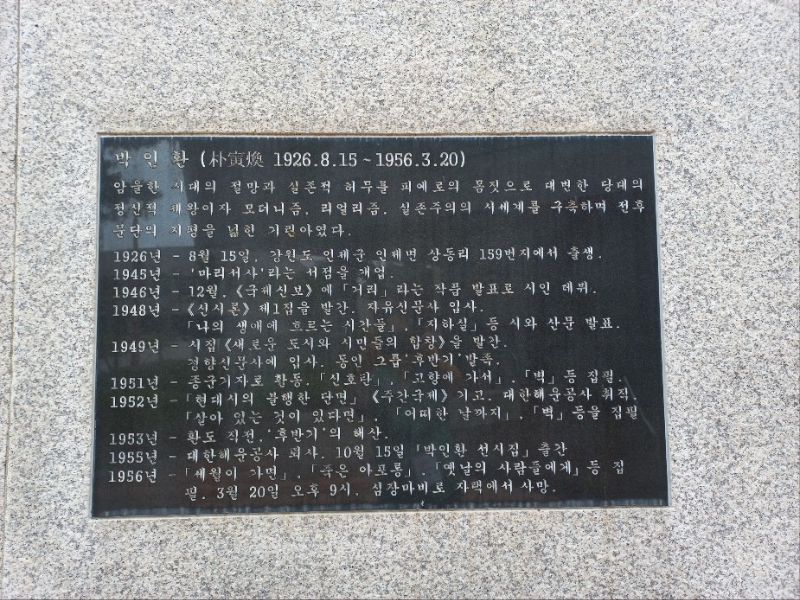 박 인 환 (朴寅煥 1926.8.15 ~ 1956.3.20)
암울한 시대의 절망과 실존적 허무를 피에로의 몸짓으로 대변한 당대의
정신적 제왕이자 모더니즘, 리얼리즘, 실존주의의 시세계를 구축하며 전후
문단의 지평을 넓힌 기린아였다.
1926년 - 8월 15일, 강원도 인제군 인제면 상동리 159번지에서 출생.
1945년 - '마리서사'라는 서점을 개업.
1946년 - 12월, 《국제신보》에 「거리」라는 작품 발표로 시인 데뷔.
1948년 - 《신시론》 제1집을 발간. 자유신문사 입사.
「나의 생애에 흐르는 시간들」, 「지하실」 등 시와 산문 발표.
1949년 - 시집 《새로운 도시와 시민들의 합창》을 발간.
경향신문사에 입사. 동인 그룹 '후반기' 발족.
1951년 - 종군기자로 활동. 「신호탄」, 「고향에 가서」, 「벽」 등 집필.
1952년 - 「현대시의 불행한 단면」 《주간국제》 기고. 대한해운공사 취직.
「살아 있는 것이 있다면」, 「어떠한 날까지」, 「벽」 등을 집필
1953년 - 환도 직전, '후반기'의 해산.
1955년 - 대한해운공사 퇴사. 10월 15일 「박인환 선시집」 출간
1956년 - 「세월이 가면」, 「죽은 아포롱」, 「옛날의 사람들에게」 등 집
필. 3월 20일 오후 9시, 심장마비로 자택에서 사망.